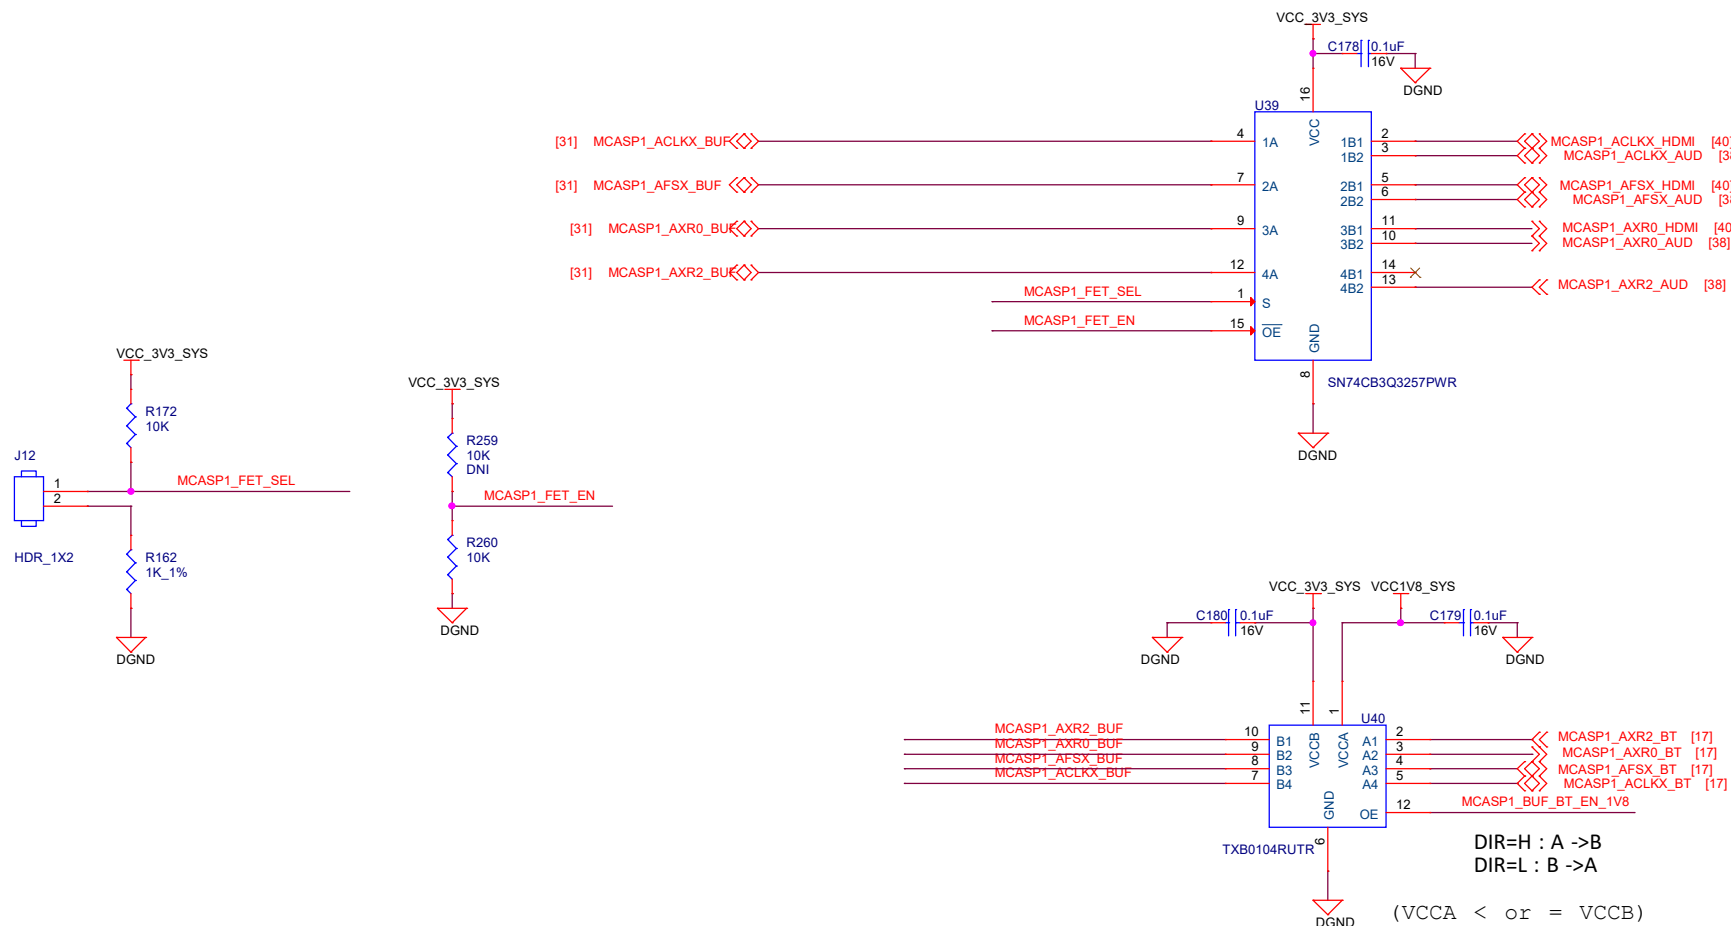 VCC_3V3_SYS
C178
0.1uF
16V
DGND
16
U39
VCC
[31] MCASP1_ACLKX_BUF
4
1A
1B1
2
MCASP1_ACLKX_HDMI [40]
1B2
3
MCASP1_ACLKX_AUD
[31] MCASP1_AFSX_BUF
7
2A
2B1
5
MCASP1_AFSX_HDMI [40]
2B2
6
MCASP1_AFSX_AUD
[31] MCASP1_AXR0_BUF
9
3A
3B1
11
MCASP1_AXR0_HDMI [40
3B2
10
MCASP1_AXR0_AUD [38]
[31] MCASP1_AXR2_BUF
12
4A
4B1
14
4B2
13
MCASP1_AXR2_AUD [38]
MCASP1_FET_SEL
1
S
MCASP1_FET_EN
15
OE
GND
8
SN74CB3Q3257PWR
DGND
VCC_3V3_SYS
R172
10K
J12
1
2
MCASP1_FET_SEL
HDR_1X2
R162
1K_1%
DGND
VCC_3V3_SYS
R259
10K
DNI
MCASP1_FET_EN
R260
10K
DGND
VCC_3V3_SYS
VCC1V8_SYS
C180
0.1uF
16V
DGND
C179
0.1uF
16V
DGND
11
1
U40
VCCB
VCCA
MCASP1_AXR2_BUF
10
B1
A1
2
MCASP1_AXR2_BT [17]
MCASP1_AXR0_BUF
9
B2
A2
3
MCASP1_AXR0_BT [17]
MCASP1_AFSX_BUF
8
B3
A3
4
MCASP1_AFSX_BT [17]
MCASP1_ACLKX_BUF
7
B4
A4
5
MCASP1_ACLKX_BT [17]
GND
OE
12
MCASP1_BUF_BT_EN_1V8
6
TXB0104RUTR
DGND
DIR=H : A ->B
DIR=L : B ->A
(VCCA < or = VCCB)